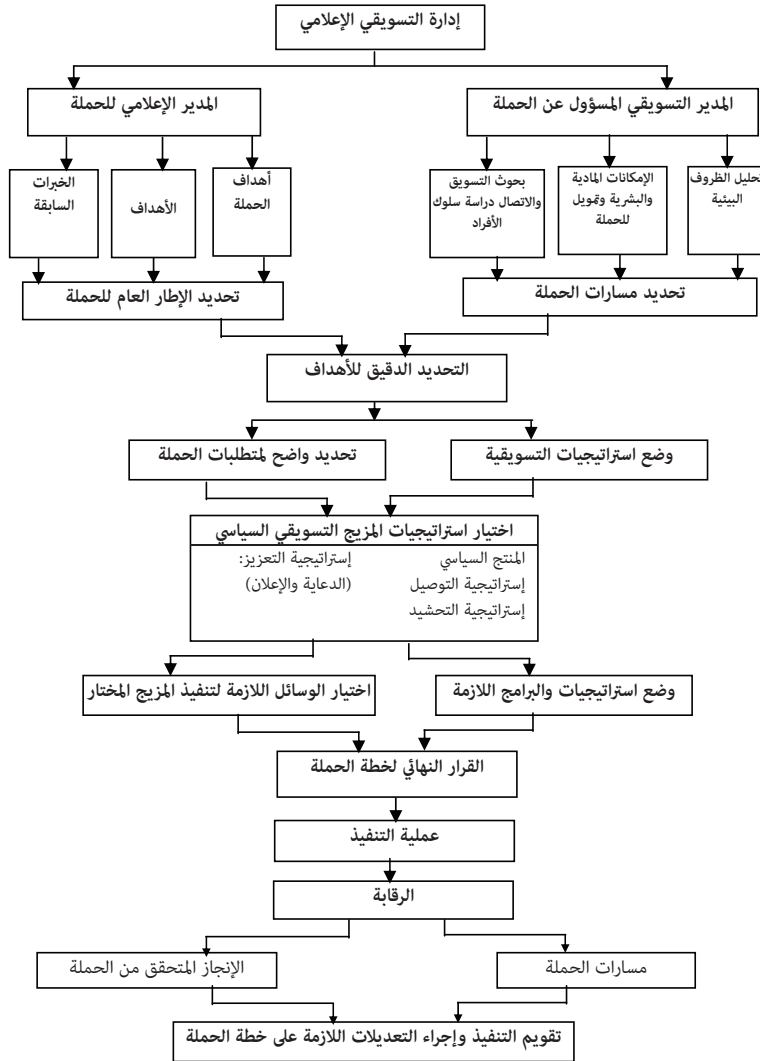 إدارة التسويقي الإعلامي
المدير التسويقي المسؤول عن الحملة
المدير الإعلامي للحملة
تحليل الظروف
البيئية
الإمكانات المادية
والبشرية وتمويل
للحملة
بحوث التسويق
والاتصال دراسة سلوك
الأفراد
أهداف
الحملة
الأهداف
الخبرات
السابقة
تحديد مسارات الحملة
تحديد الإطار العام للحملة
التحديد الدقيق للأهداف
وضع استراتيجيات التسويقية
تحديد واضح لمتطلبات الحملة
اختيار استراتيجيات المزيج التسويقي السياسي
المنتج السياسي
إستراتيجية التوصيل
إستراتيجية التحشيد
إستراتيجية التعزيز:
(الدعاية والإعلان)
وضع استراتيجيات والبرامج اللازمة
اختيار الوسائل اللازمة لتنفيذ المزيج المختار
القرار النهائي لخطة الحملة
عملية التنفيذ
الرقابة
مسارات الحملة
الإنجاز المتحقق من الحملة
تقويم التنفيذ وإجراء التعديلات اللازمة على خطة الحملة